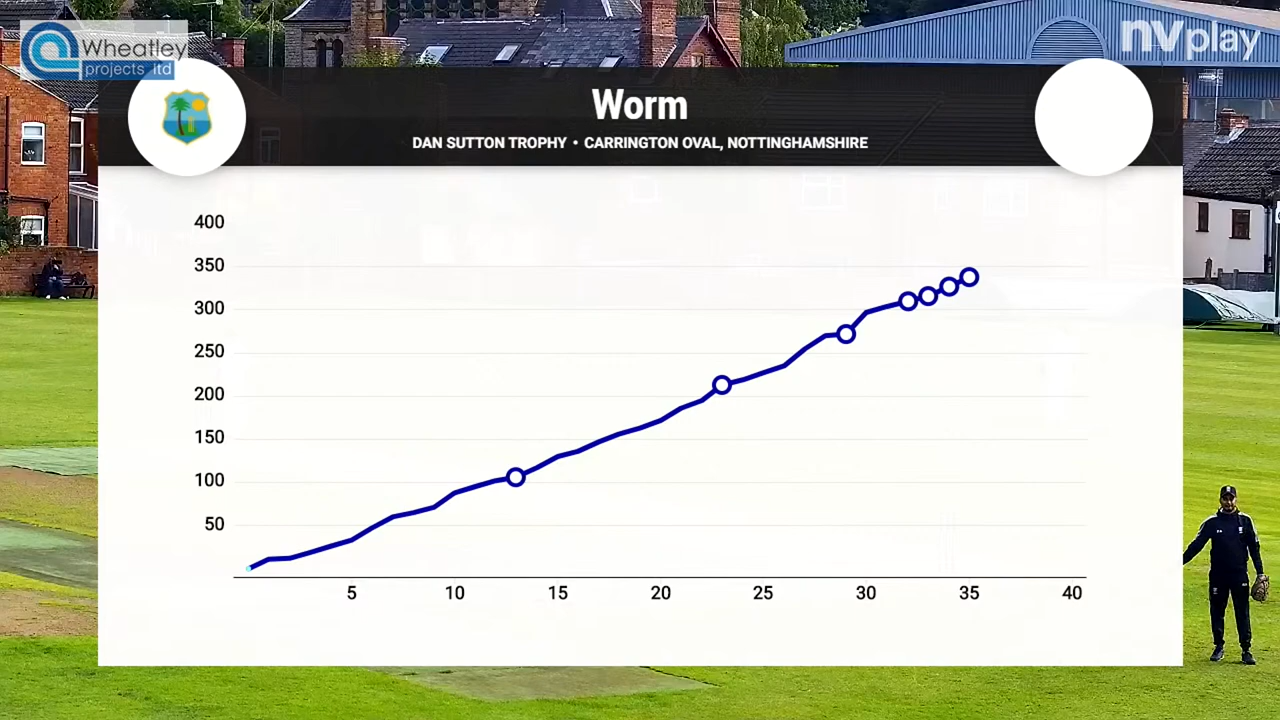 Wheatley
projects ltd
nvplay
Worm
DAN SUTTON TROPHY • CARRINGTON OVAL, NOTTINGHAMSHIRE
400
350
300
250
200
150
100
50
5 10 15 20 25 30 35 40